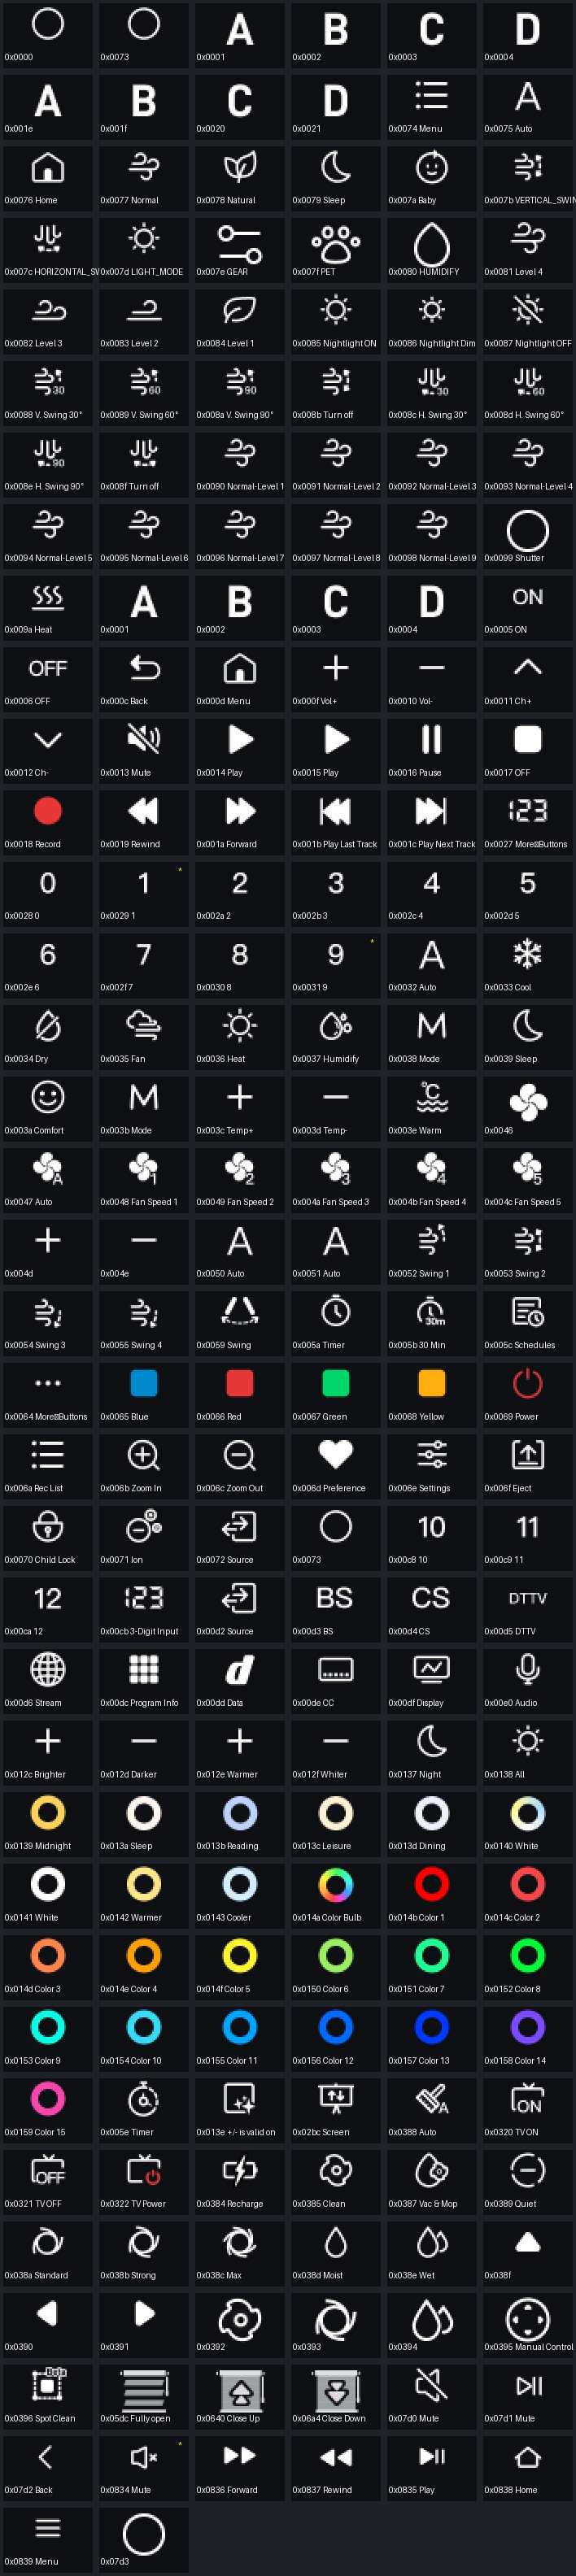 0x0000 0x0073 A 0x0001 B 0x0002 C 0x0003 D 0x0004
A 0x001e B 0x001f C 0x0020 D 0x0021 0x0074 Menu A 0x0075 Auto
0x0076 Home 0x0077 Normal 0x0078 Natural 0x0079 Sleep 0x007a Baby 0x007b VERTICAL_SWIN
0x007c HORIZONTAL_SW 0x007d LIGHT_MODE 0x007e GEAR 0x007f PET 0x0080 HUMIDIFY 0x0081 Level 4
0x0082 Level 3 0x0083 Level 2 0x0084 Level 1 0x0085 Nightlight ON 0x0086 Nightlight Dim 0x0087 Nightlight OFF
30 0x0088 V. Swing 30° 60 0x0089 V. Swing 60° 90 0x008a V. Swing 90° 0x008b Turn off 30 0x008c H. Swing 30° 60 0x008d H. Swing 60°
90 0x008e H. Swing 90° 0x008f Turn off 0x0090 Normal-Level 1 0x0091 Normal-Level 2 0x0092 Normal-Level 3 0x0093 Normal-Level 4
0x0094 Normal-Level 5 0x0095 Normal-Level 6 0x0096 Normal-Level 7 0x0097 Normal-Level 8 0x0098 Normal-Level 9 0x0099 Shutter
0x009a Heat A 0x0001 B 0x0002 C 0x0003 D 0x0004 ON 0x0005 ON
OFF 0x0006 OFF 0x000c Back 0x000d Menu 0x000f Vol+ 0x0010 Vol- 0x0011 Ch+
0x0012 Ch- 0x0013 Mute 0x0014 Play 0x0015 Play 0x0016 Pause 0x0017 OFF
0x0018 Record 0x0019 Rewind 0x001a Forward 0x001b Play Last Track 0x001c Play Next Track 123 0x0027 More□Buttons
0 0x0028 0 1 * 0x0029 1 2 0x002a 2 3 0x002b 3 4 0x002c 4 5 0x002d 5
6 0x002e 6 7 0x002f 7 8 0x0030 8 9 * 0x0031 9 A 0x0032 Auto 0x0033 Cool
0x0034 Dry 0x0035 Fan 0x0036 Heat 0x0037 Humidify M 0x0038 Mode 0x0039 Sleep
0x003a Comfort M 0x003b Mode 0x003c Temp+ 0x003d Temp- °C 0x003e Warm 0x0046
A 0x0047 Auto 1 0x0048 Fan Speed 1 2 0x0049 Fan Speed 2 3 0x004a Fan Speed 3 4 0x004b Fan Speed 4 5 0x004c Fan Speed 5
0x004d 0x004e A 0x0050 Auto A 0x0051 Auto 0x0052 Swing 1 0x0053 Swing 2
0x0054 Swing 3 0x0055 Swing 4 0x0059 Swing 0x005a Timer 30m 0x005b 30 Min 0x005c Schedules
0x0064 More□Buttons 0x0065 Blue 0x0066 Red 0x0067 Green 0x0068 Yellow 0x0069 Power
0x006a Rec List 0x006b Zoom In 0x006c Zoom Out 0x006d Preference 0x006e Settings 0x006f Eject
0x0070 Child Lock 0x0071 Ion 0x0072 Source 0x0073 10 0x00c8 10 11 0x00c9 11
12 0x00ca 12 123 0x00cb 3-Digit Input 0x00d2 Source BS 0x00d3 BS CS 0x00d4 CS DTTV 0x00d5 DTTV
0x00d6 Stream 0x00dc Program Info d 0x00dd Data 0x00de CC 0x00df Display 0x00e0 Audio
0x012c Brighter 0x012d Darker 0x012e Warmer 0x012f Whiter 0x0137 Night 0x0138 All
0x0139 Midnight 0x013a Sleep 0x013b Reading 0x013c Leisure 0x013d Dining 0x0140 White
0x0141 White 0x0142 Warmer 0x0143 Cooler 0x014a Color Bulb 0x014b Color 1 0x014c Color 2
0x014d Color 3 0x014e Color 4 0x014f Color 5 0x0150 Color 6 0x0151 Color 7 0x0152 Color 8
0x0153 Color 9 0x0154 Color 10 0x0155 Color 11 0x0156 Color 12 0x0157 Color 13 0x0158 Color 14
0x0159 Color 15 0x005e Timer 0x013e +/- is valid on 0x02bc Screen A 0x0388 Auto ON 0x0320 TV ON
OFF 0x0321 TV OFF 0x0322 TV Power 0x0384 Recharge 0x0385 Clean 0x0387 Vac & Mop 0x0389 Quiet
0x038a Standard 0x038b Strong 0x038c Max 0x038d Moist 0x038e Wet 0x038f
0x0390 0x0391 0x0392 0x0393 0x0394 0x0395 Manual Control
Beta 0x0396 Spot Clean 0x05dc Fully open 0x0640 Close Up 0x06a4 Close Down 0x07d0 Mute 0x07d1 Mute
0x07d2 Back * 0x0834 Mute 0x0836 Forward 0x0837 Rewind 0x0835 Play 0x0838 Home
0x0839 Menu 0x07d3